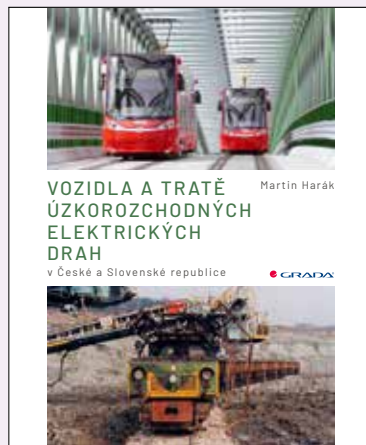 VOZIDLA A TRATĚ
ÚZKOROZCHODNÝCH
ELEKTRICKÝCH
DRAH
v České a Slovenské republice
Martin Harák
GRADA